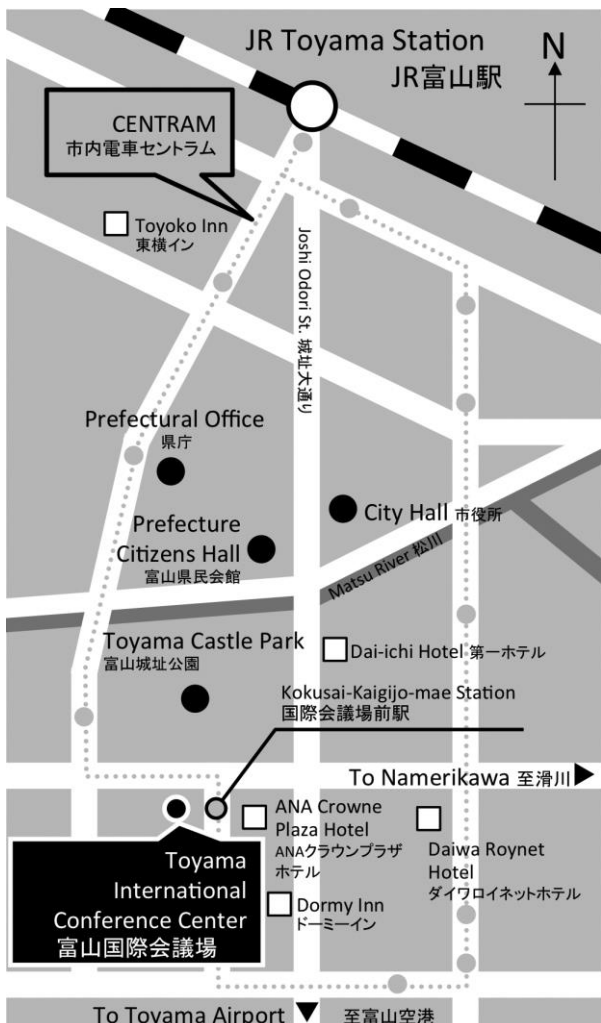 JR Toyama Station
JR富山駅
N
CENTRAM
市内電車セントラム
Toyoko Inn
東横イン
Joshi Odori St. 城址大通り
Prefectural Office
県庁
City Hall 市役所
Prefecture
Citizens Hall
富山県民会館
Matsu River 松川
Toyama Castle Park
富山城址公園
Dai-ichi Hotel 第一ホテル
Kokusai-Kaigijo-mae Station
国際会議場前駅
To Namerikawa 至滑川
ANA Crowne
Plaza Hotel
ANAクラウンプラザ
ホテル
Daiwa Roynet
Hotel
ダイワロイネットホテル
Toyama
International
Conference Center
富山国際会議場
Dormy Inn
ドーミーイン
To Toyama Airport 至富山空港